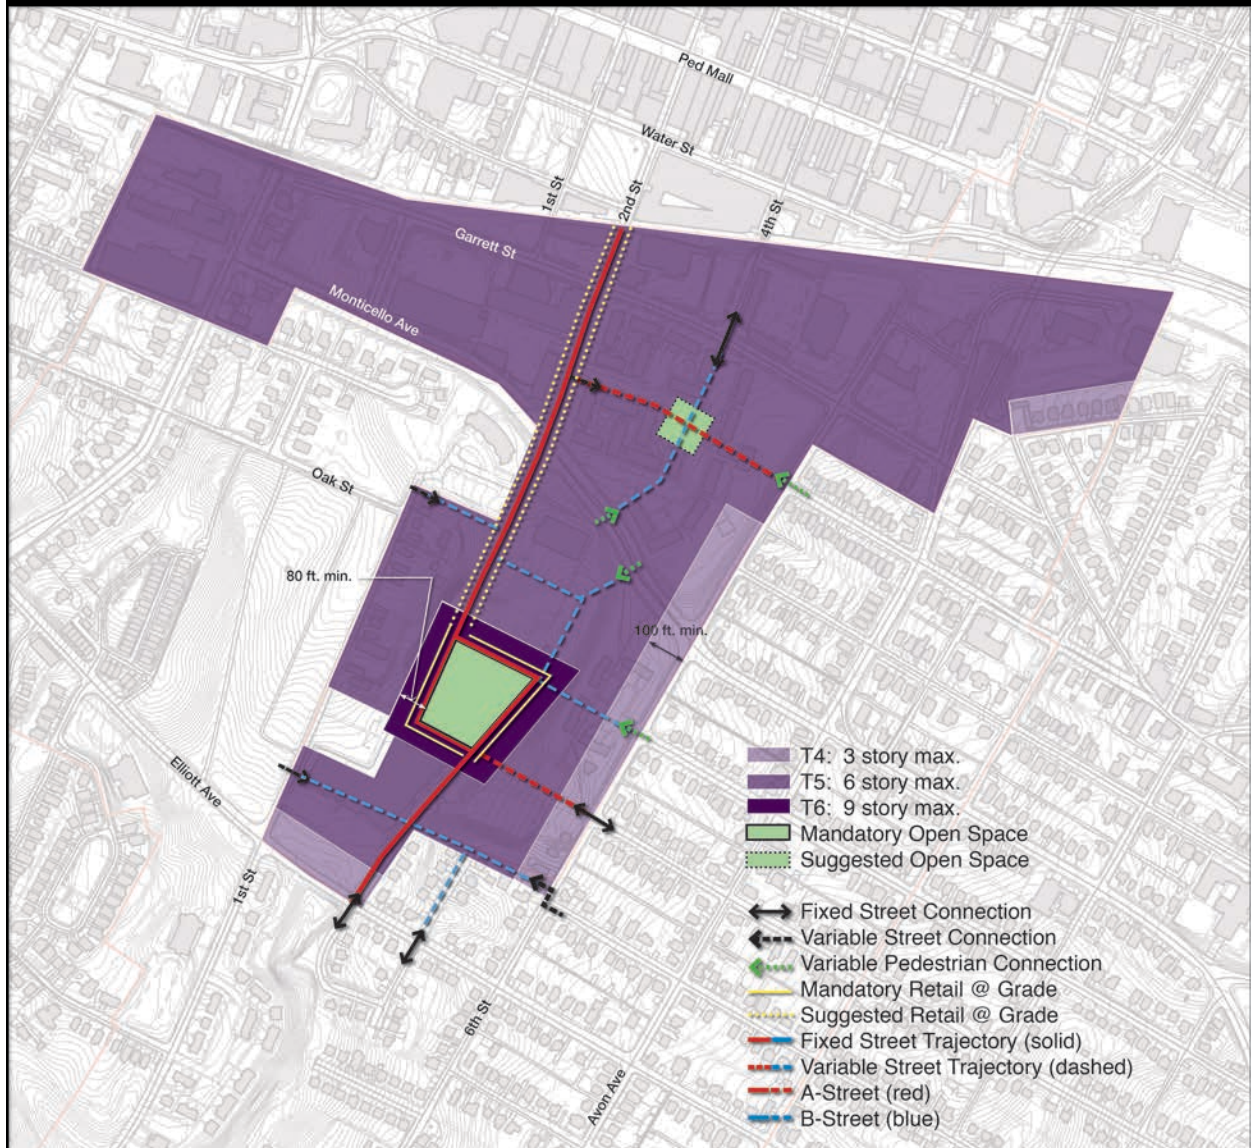 Ped Mall
Water St
1st St
2nd St
4th St
Garrett St
Monticello Ave
Oak St
80 ft. min.
100 ft. min.
Elliott Ave
1st St
6th St
Avon Ave
T4: 3 story max.
T5: 6 story max.
T6: 9 story max.
Mandatory Open Space
Suggested Open Space
Fixed Street Connection
Variable Street Connection
Variable Pedestrian Connection
Mandatory Retail @ Grade
Suggested Retail @ Grade
Fixed Street Trajectory (solid)
Variable Street Trajectory (dashed)
A-Street (red)
B-Street (blue)